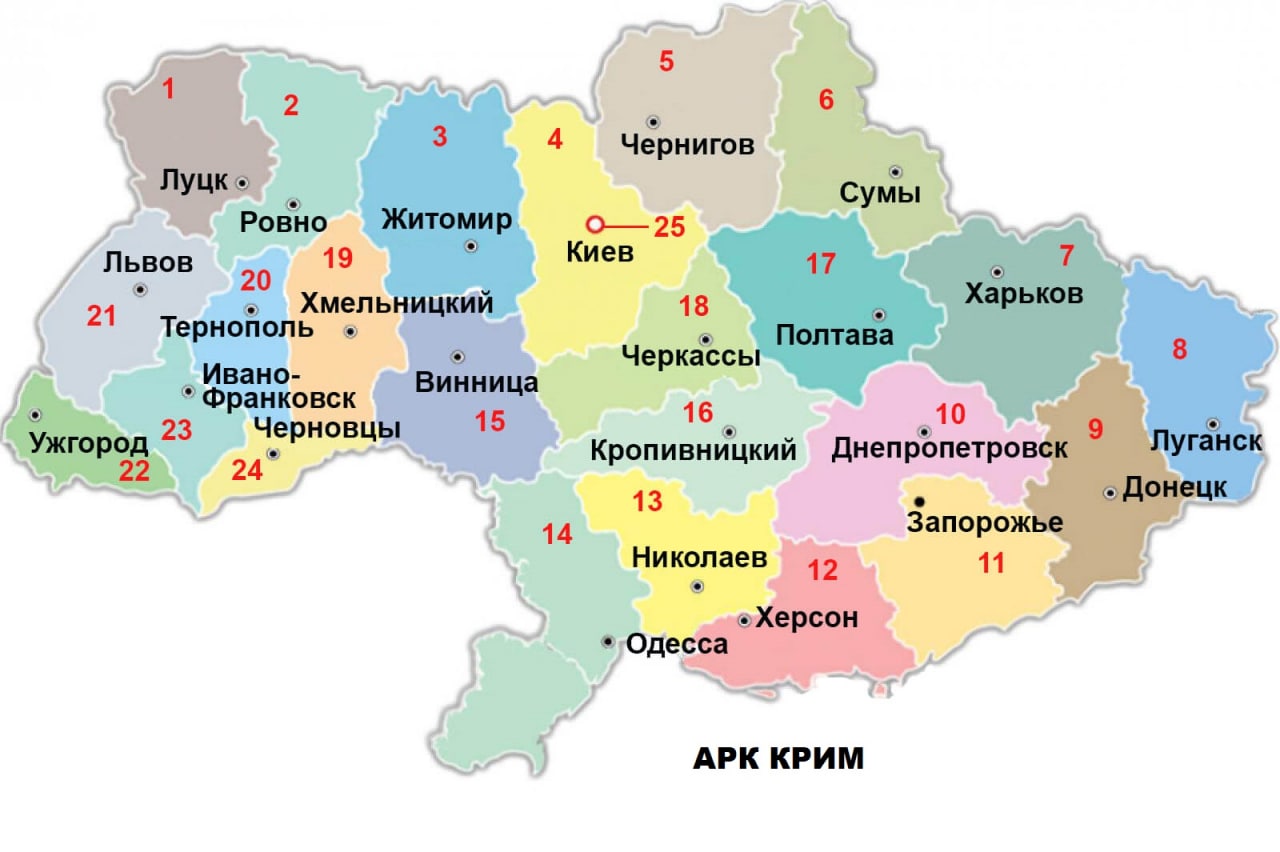 5
1
6
2
3
4
Чернигов
Луцк
Сумы
Ровно
Житомир
25
Киев
7
19
17
Львов
20
Харьков
Хмельницкий
18
21
Тернополь
Полтава
8
Черкассы
Ивано-
Франковск
Винница
16
10
15
9
23
Черновцы
Ужгород
Кропивницкий
Днепропетровск
Луганск
22
24
Донецк
13
Запорожье
14
Николаев
11
12
Херсон
Одесса
АРК КРИМ